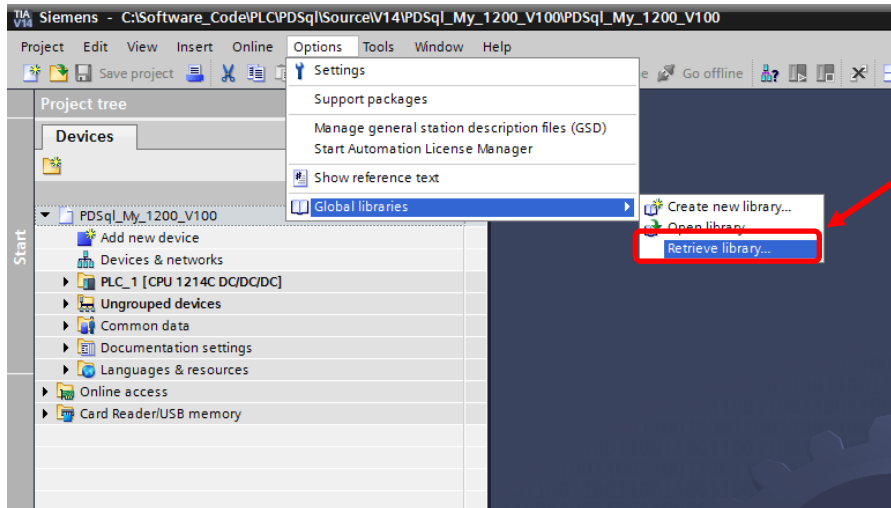 TIA V14 Siemens - C:\Software_Code\PLC\PDSql\Source\V14\PDSql_My_1200_V100\PDSql_My_1200_V100
Project Edit View Insert Online Options Tools Window Help
Save project
Go offline
Settings
Support packages
Manage general station description files (GSD)
Start Automation License Manager
Show reference text
Global libraries
Create new library...
Open library...
Retrieve library...
Start
Project tree
Devices
PDSql_My_1200_V100
Add new device
Devices & networks
PLC_1 [CPU 1214C DC/DC/DC]
Ungrouped devices
Common data
Documentation settings
Languages & resources
Online access
Card Reader/USB memory